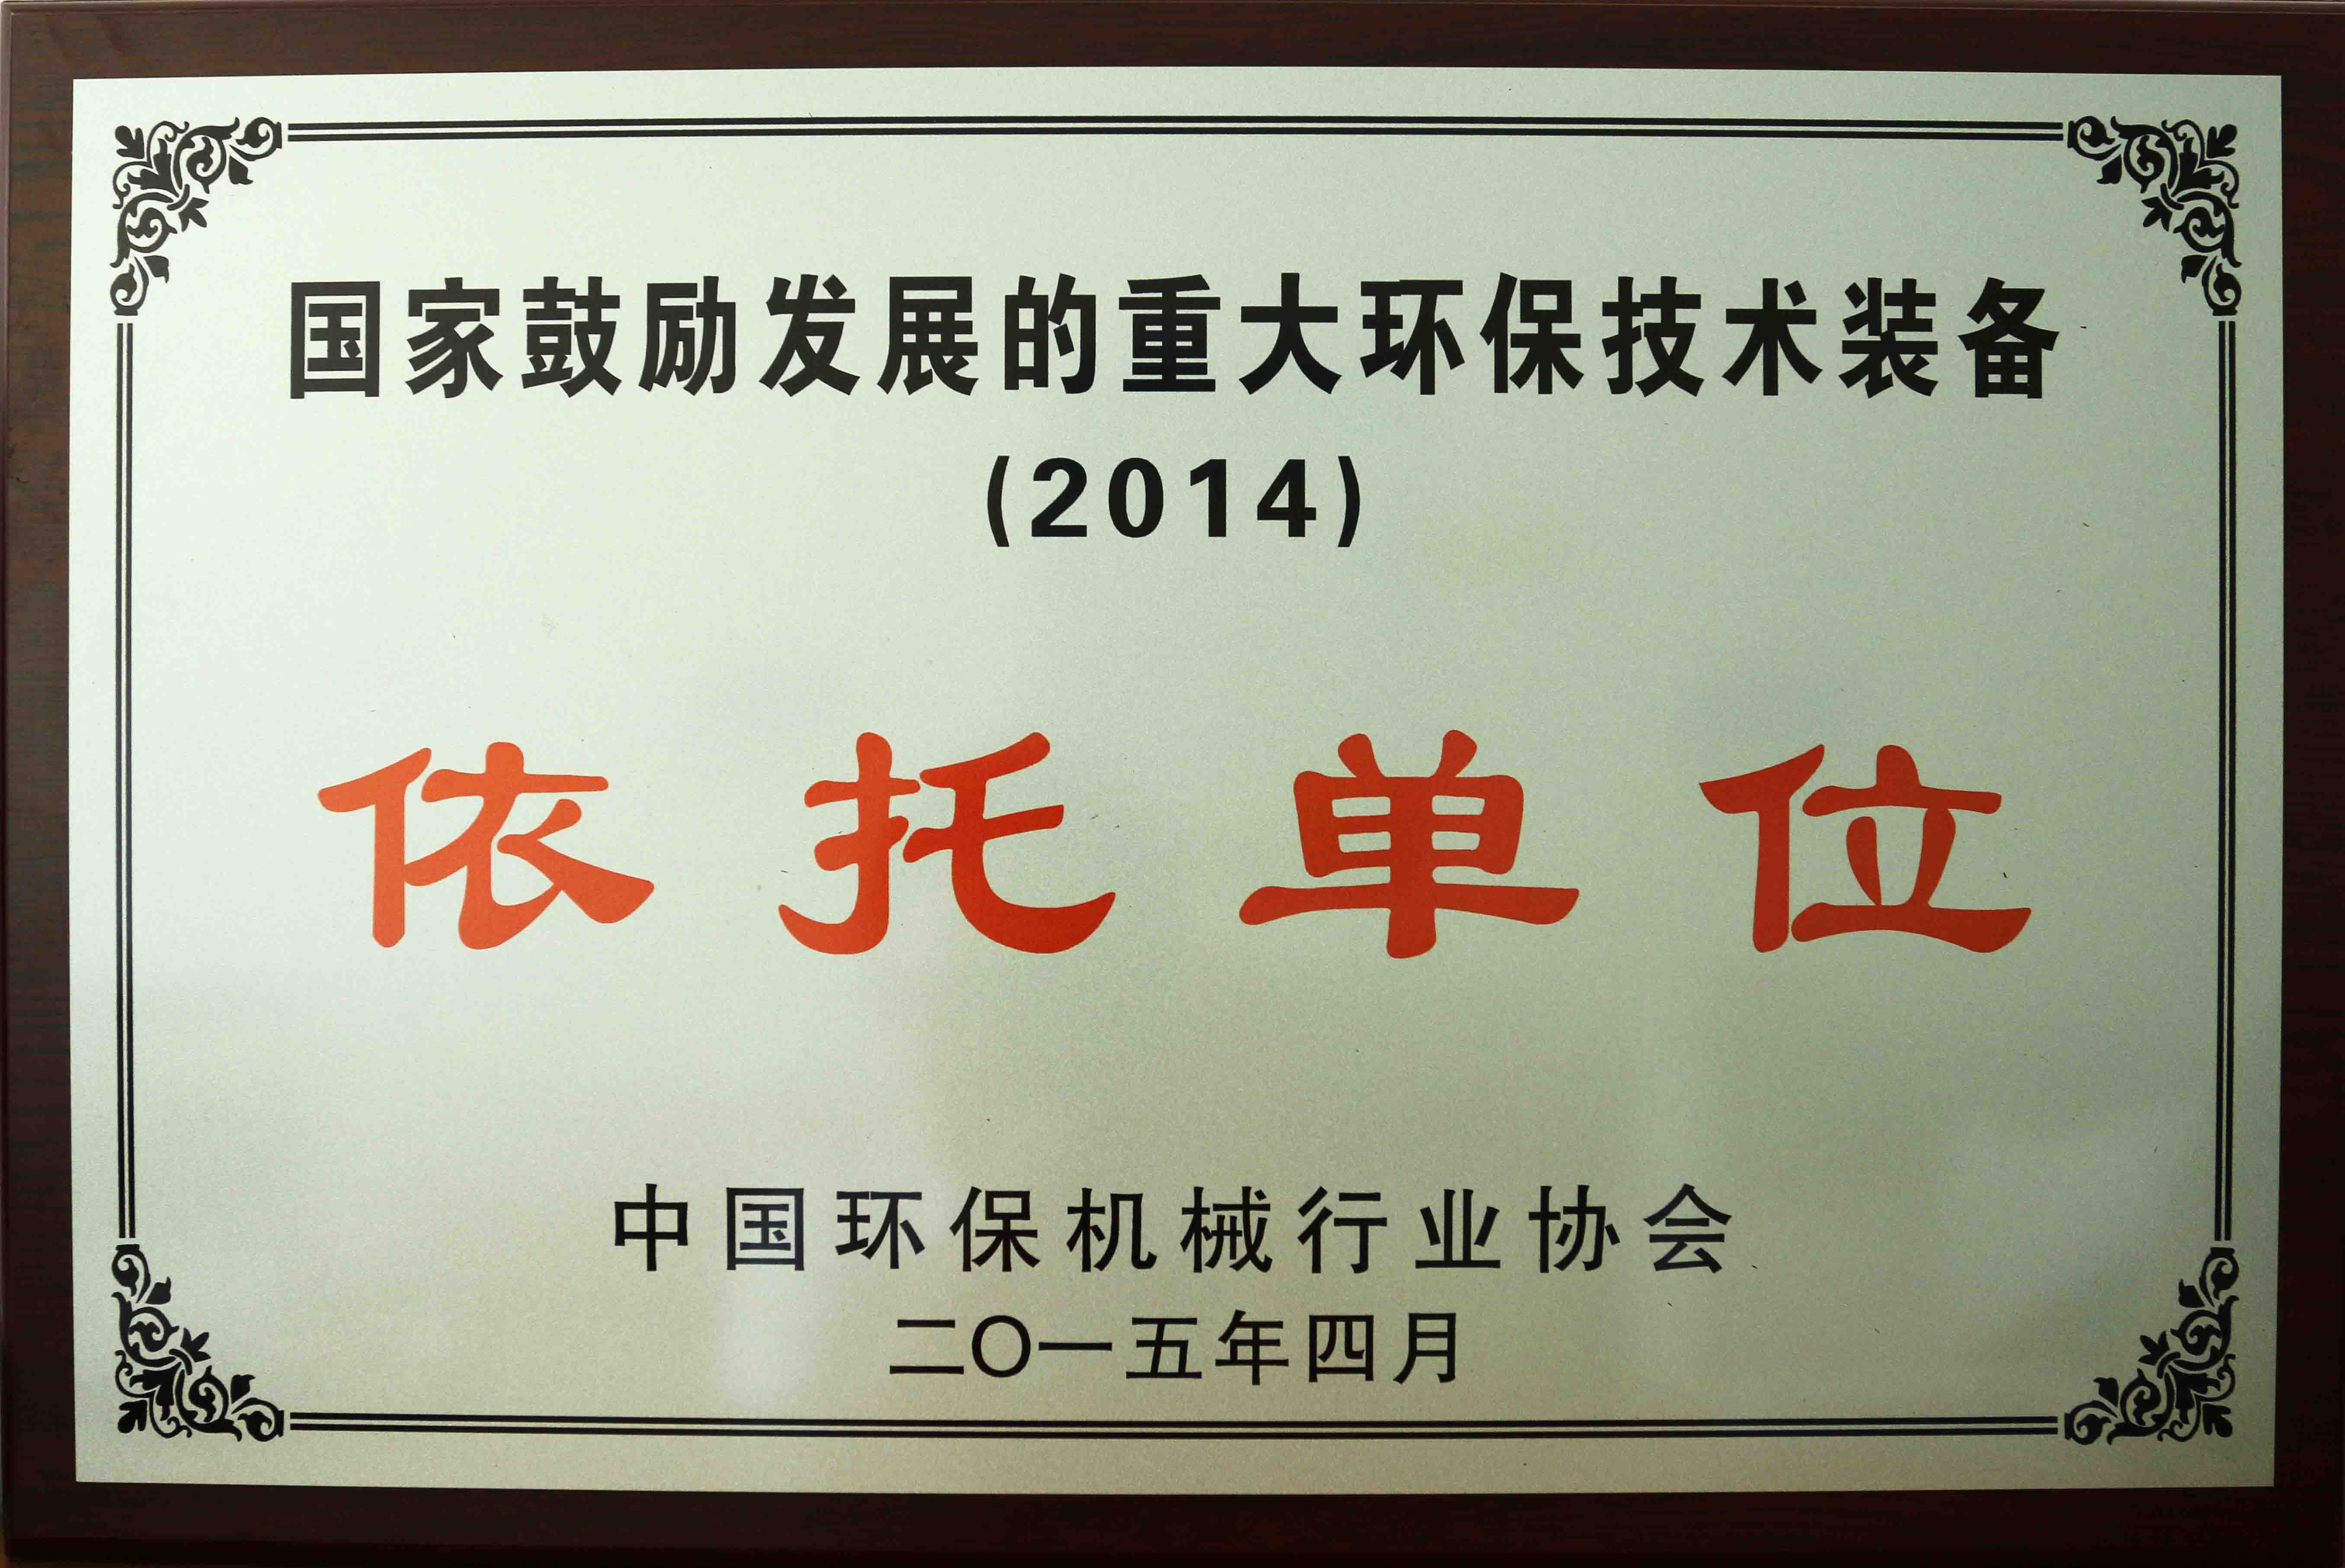 国家鼓励发展的重大环保技术装备
(2014)
依托单位
中国环保机械行业协会
二〇一五年四月